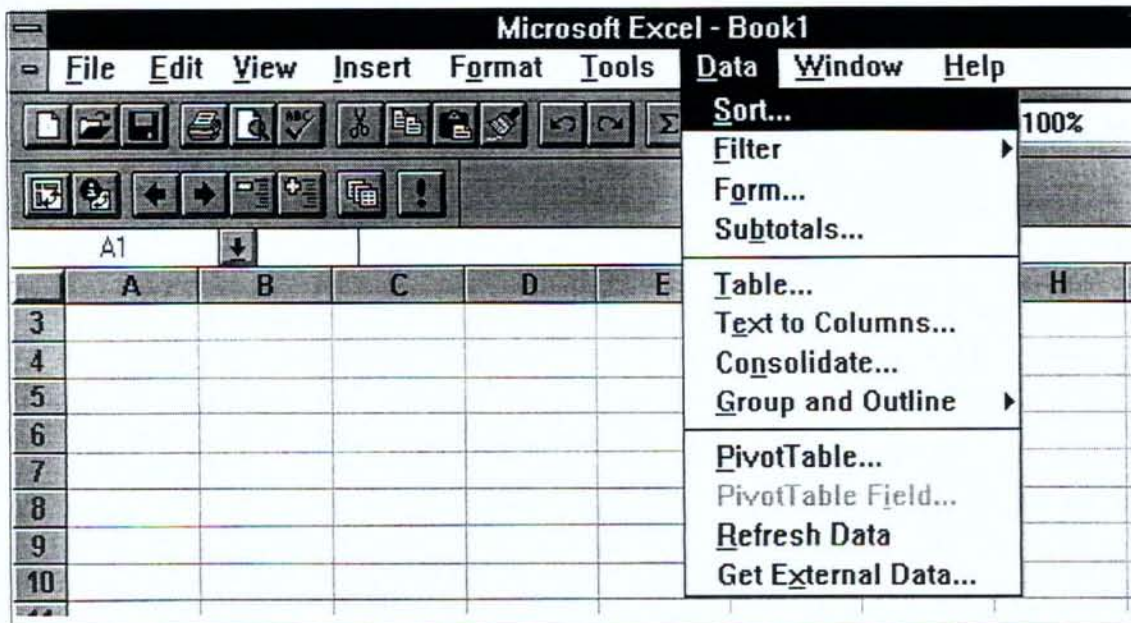 Microsoft Excel - Book1
File Edit View Insert Format Tools Data Window Help
ABC Σ 100%
Sort...
Filter
Form...
Subtotals...
Table...
Text to Columns...
Consolidate...
Group and Outline
PivotTable...
PivotTable Field...
Refresh Data
Get External Data...
A1
A B C D E H
3
4
5
6
7
8
9
10